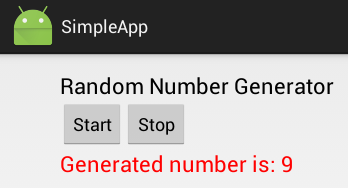 SimpleApp
Random Number Generator
Start Stop
Generated number is: 9